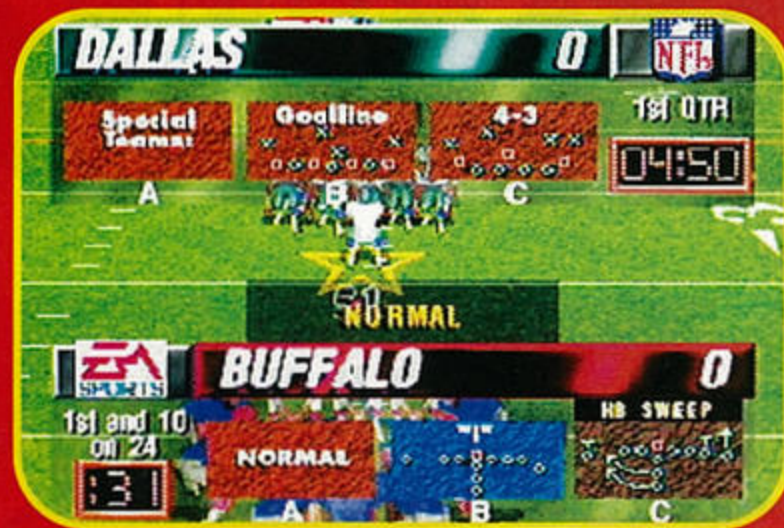 DALLAS 0
NFL
1st QTR
04:50
Special Teams:
A
Goalline
B
4-3
C
NORMAL
EA
SPORTS
BUFFALO 0
1st and 10
on 24
:31
NORMAL
A
"I"
B
HB SWEEP
C